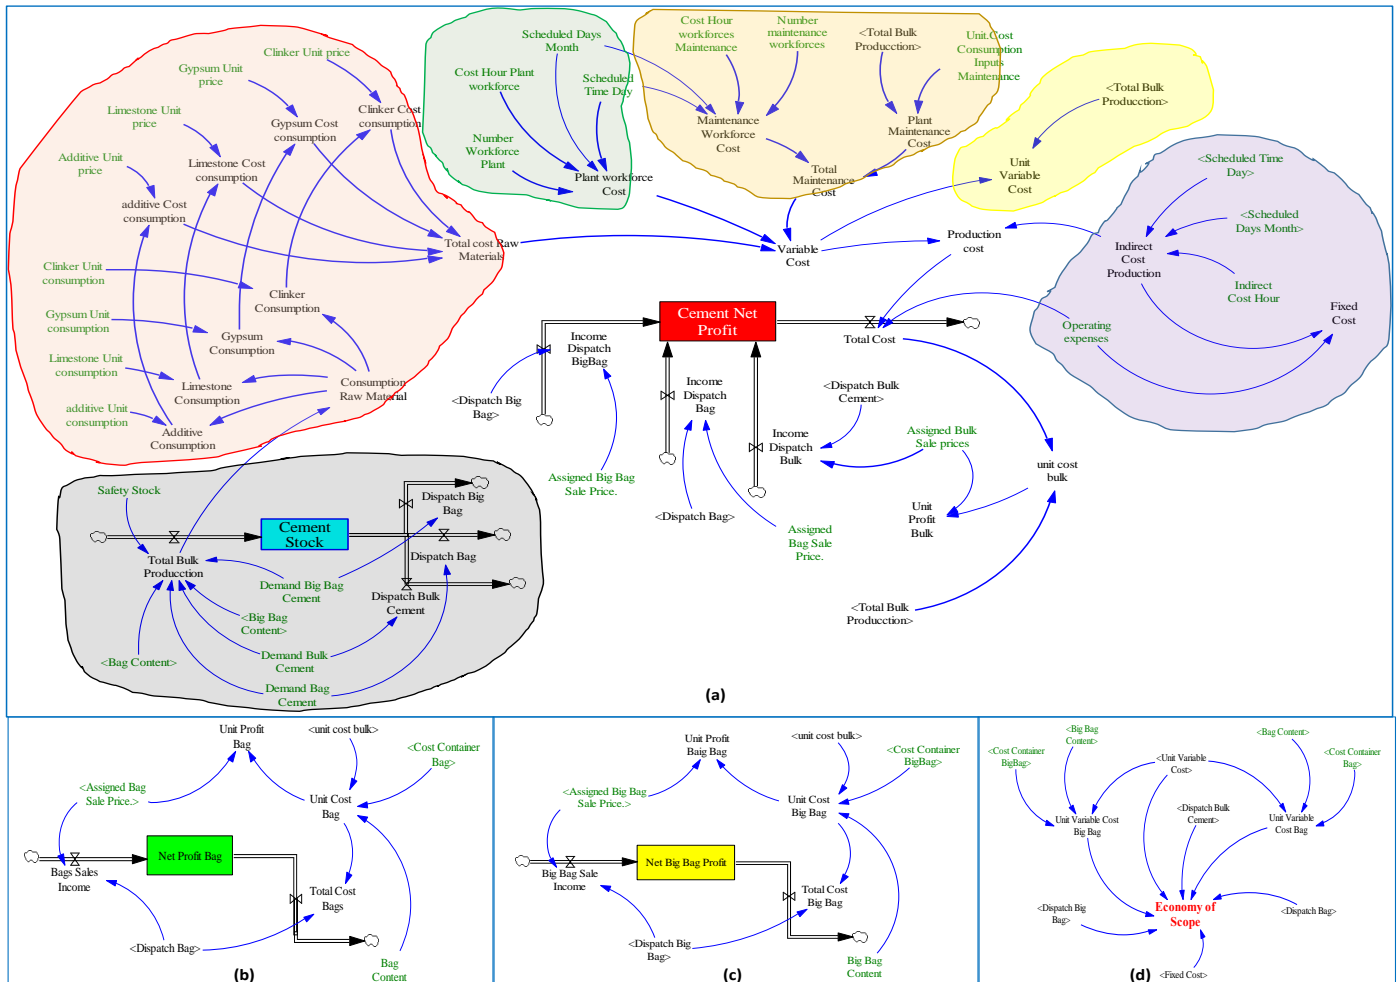 Clinker Unit price
Gypsum Unit
price
Limestone Unit
price
Additive Unit
price
Clinker Cost
consumption
Gypsum Cost
consumption
Limestone Cost
consumption
additive Cost
consumption
Total cost Raw
Materials
Clinker Unit
consumption
Gypsum Unit
consumption
Limestone Unit
consumption
additive Unit
consumption
Clinker
Consumption
Gypsum
Consumption
Limestone
Consumption
Additive
Consumption
Consumption
Raw Material
Scheduled Days
Month
Cost Hour Plant
workforce
Scheduled
Time Day
Number
Workforce
Plant
Plant workforce
Cost
Cost Hour
workforces
Maintenance
Number
maintenance
workforces
<Total Bulk
Producction>
Unit Cost
Consumption
Inputs
Maintenance
Maintenance
Workforce
Cost
Plant
Maintenance
Cost
Total
Maintenance
Cost
<Total Bulk
Producction>
Unit
Variable
Cost
Variable
Cost
Production
cost
<Scheduled Time
Day>
<Scheduled
Days Month>
Indirect
Cost
Production
Indirect
Cost Hour
Fixed
Cost
Operating
expenses
Cement Net
Profit
Total Cost
Income
Dispatch
BigBag
<Dispatch Big
Bag>
Assigned Big Bag
Sale Price.
Income
Dispatch
Bag
<Dispatch Bag>
Assigned
Bag Sale
Price.
Income
Dispatch
Bulk
<Dispatch Bulk
Cement>
Assigned Bulk
Sale prices
Unit
Profit
Bulk
unit cost
bulk
<Total Bulk
Producction>
Safety Stock
Cement
Stock
Total Bulk
Producction
Dispatch Big
Bag
Dispatch Bag
Dispatch Bulk
Cement
Demand Big Bag
Cement
<Big Bag
Content>
Demand Bulk
Cement
<Bag Content>
Demand Bag
Cement
(a)
Unit Profit
Bag
<unit cost bulk>
<Cost Container
Bag>
<Assigned Bag
Sale Price.>
Unit Cost
Bag
Net Profit Bag
Bags Sales
Income
Total Cost
Bags
<Dispatch Bag>
Bag
Content
(b)
Unit Profit
Baig Bag
<unit cost bulk>
<Cost Container
BigBag>
<Assigned Big Bag
Sale Price.>
Unit Cost
Big Bag
Net Big Bag Profit
Big Bag Sale
Income
Total Cost
Big Bag
<Dispatch Big
Bag>
Big Bag
Content
(c)
<Big Bag
Content>
<Cost Container
BigBag>
<Unit Variable
Cost>
<Bag Content>
<Cost Container
Bag>
Unit Variable Cost
Big Bag
<Dispatch Bulk
Cement>
Unit Variable
Cost Bag
Economy of
Scope
<Dispatch Big
Bag>
<Dispatch Bag>
<Fixed Cost>
(d)